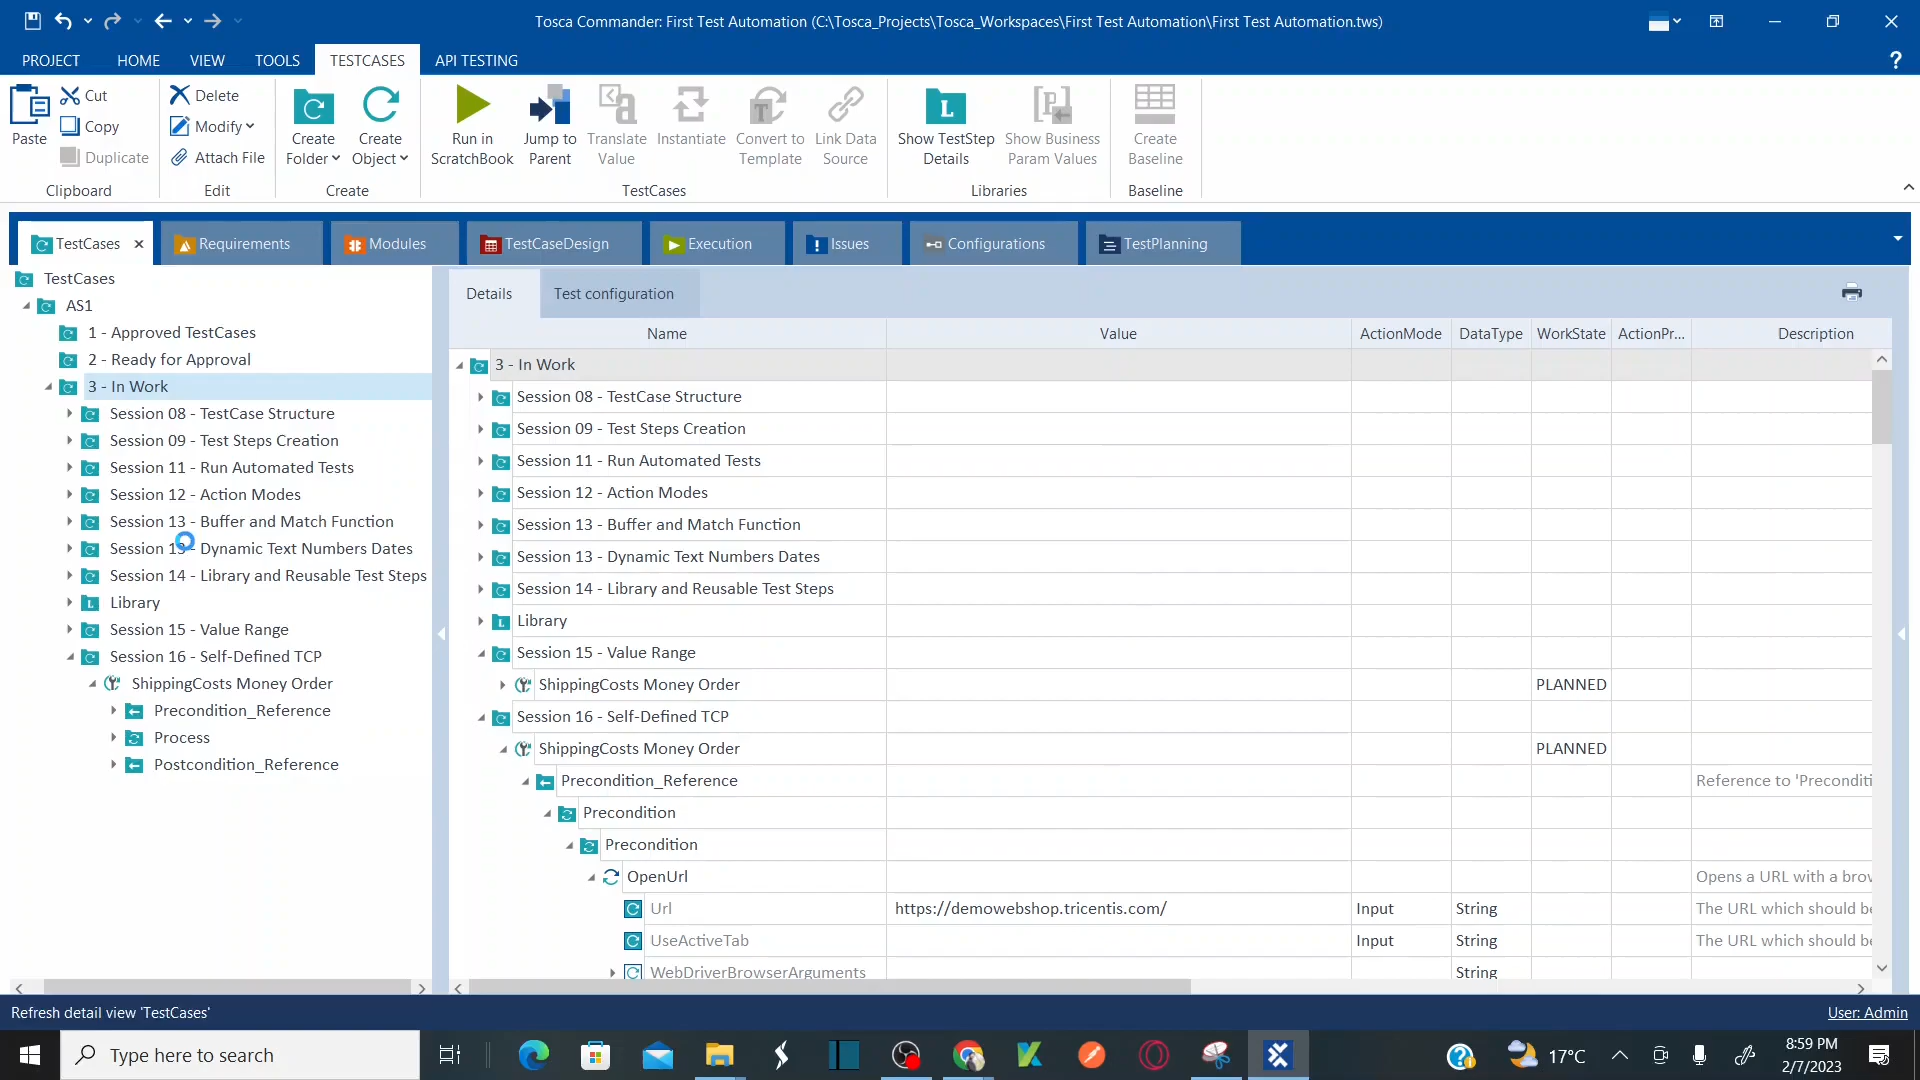 Tosca Commander: First Test Automation (C:\Tosca_Projects\Tosca_Workspaces\First Test Automation\First Test Automation.tws)
PROJECT HOME VIEW TOOLS TESTCASES API TESTING ?
Paste
Cut
Copy
Duplicate
Clipboard
Delete
Modify
Attach File
Edit
Create Folder
Create Object
Create
Run in ScratchBook
Jump to Parent
Translate Value
Instantiate
Convert to Template
Link Data Source
TestCases
Show TestStep Details
Show Business Param Values
Libraries
Create Baseline
Baseline
TestCases Requirements Modules TestCaseDesign Execution Issues Configurations TestPlanning
TestCases
AS1
1 - Approved TestCases
2 - Ready for Approval
3 - In Work
Session 08 - TestCase Structure
Session 09 - Test Steps Creation
Session 11 - Run Automated Tests
Session 12 - Action Modes
Session 13 - Buffer and Match Function
Session 13 - Dynamic Text Numbers Dates
Session 14 - Library and Reusable Test Steps
Library
Session 15 - Value Range
Session 16 - Self-Defined TCP
ShippingCosts Money Order
Precondition_Reference
Process
Postcondition_Reference
Details Test configuration
Name Value ActionMode DataType WorkState ActionPr... Description
3 - In Work
Session 08 - TestCase Structure
Session 09 - Test Steps Creation
Session 11 - Run Automated Tests
Session 12 - Action Modes
Session 13 - Buffer and Match Function
Session 13 - Dynamic Text Numbers Dates
Session 14 - Library and Reusable Test Steps
Library
Session 15 - Value Range
ShippingCosts Money Order PLANNED
Session 16 - Self-Defined TCP
ShippingCosts Money Order PLANNED
Precondition_Reference Reference to 'Preconditi
Precondition
Precondition
OpenUrl Opens a URL with a brow
Url https://demowebshop.tricentis.com/ Input String The URL which should be
UseActiveTab Input String The URL which should be
WebDriverBrowserArguments String
Refresh detail view 'TestCases' User: Admin
Type here to search 17°C 8:59 PM
2/7/2023